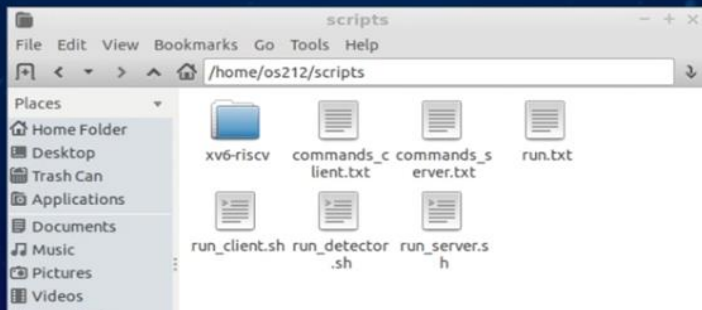 scripts
File Edit View Bookmarks Go Tools Help
/home/os212/scripts
Places
Home Folder
Desktop
Trash Can
Applications
Documents
Music
Pictures
Videos
xv6-riscv
commands_c
lient.txt
commands_s
erver.txt
run.txt
run_client.sh
run_detector
.sh
run_server.s
h